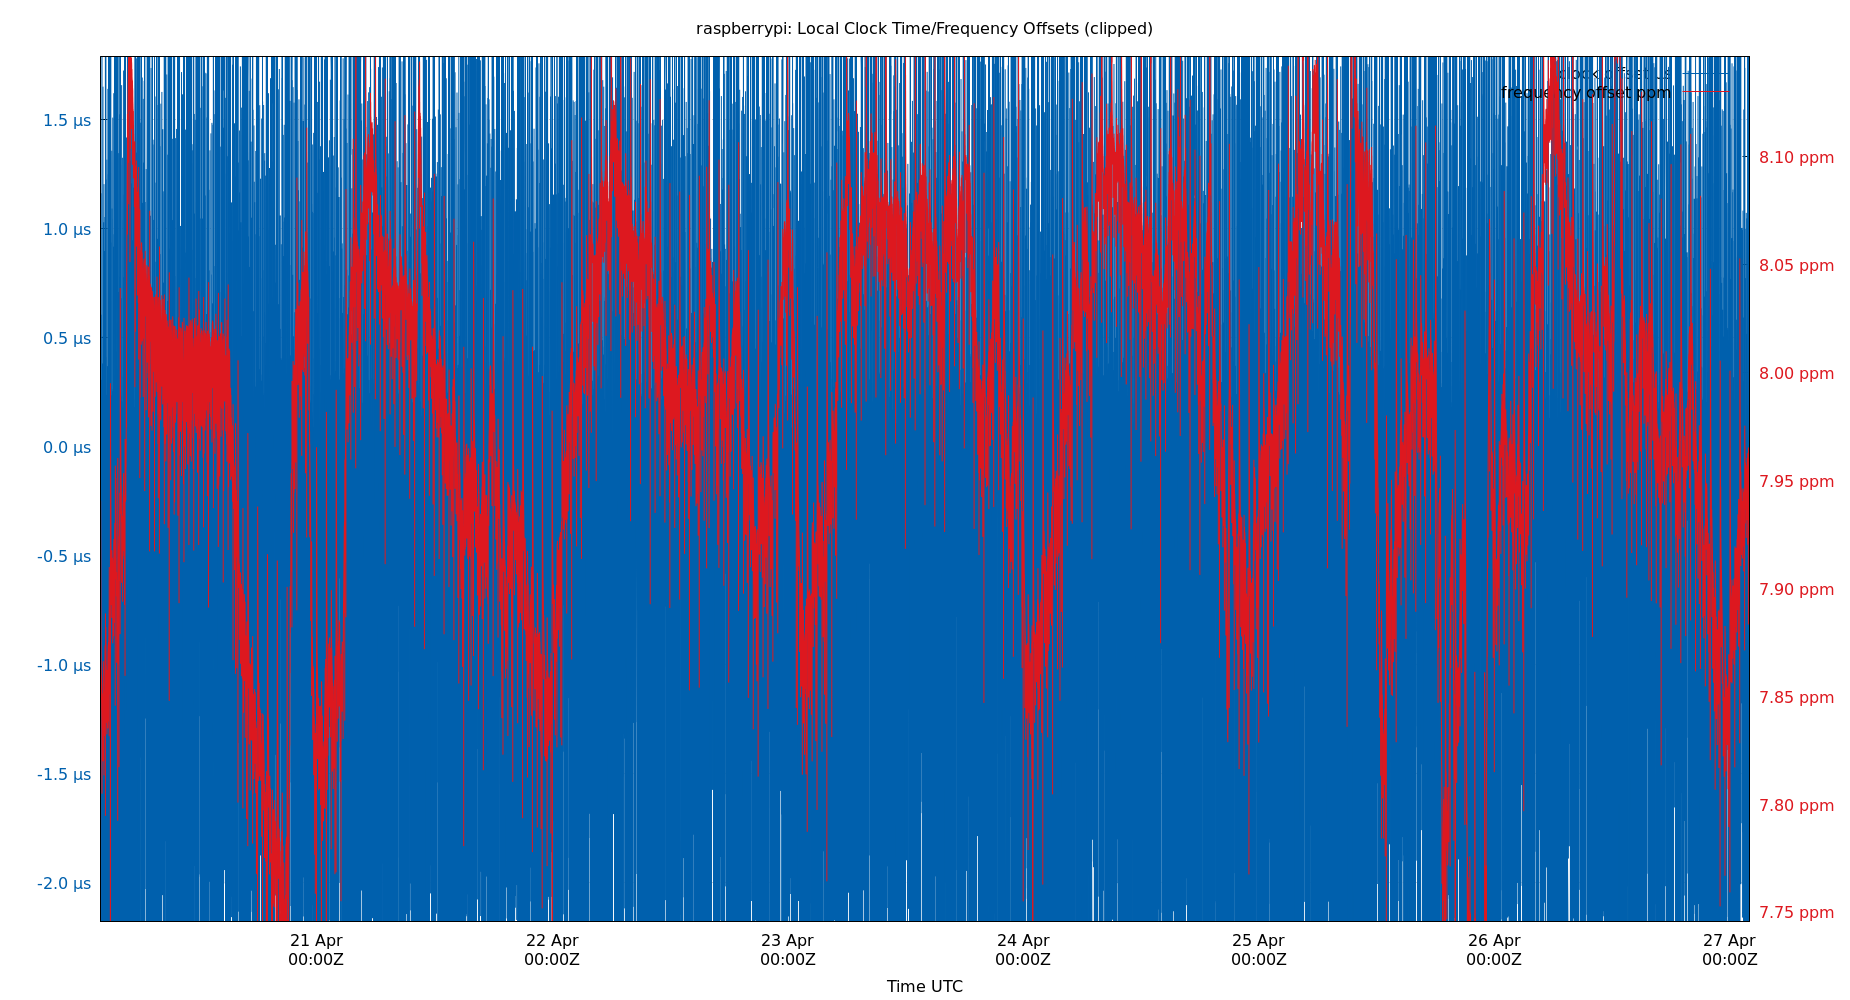 raspberrypi: Local Clock Time/Frequency Offsets (clipped)
clock offset µs
frequency offset ppm
1.5 µs
1.0 µs
0.5 µs
0.0 µs
-0.5 µs
-1.0 µs
-1.5 µs
-2.0 µs
8.10 ppm
8.05 ppm
8.00 ppm
7.95 ppm
7.90 ppm
7.85 ppm
7.80 ppm
7.75 ppm
21 Apr
00:00Z
22 Apr
00:00Z
23 Apr
00:00Z
24 Apr
00:00Z
25 Apr
00:00Z
26 Apr
00:00Z
27 Apr
00:00Z
Time UTC